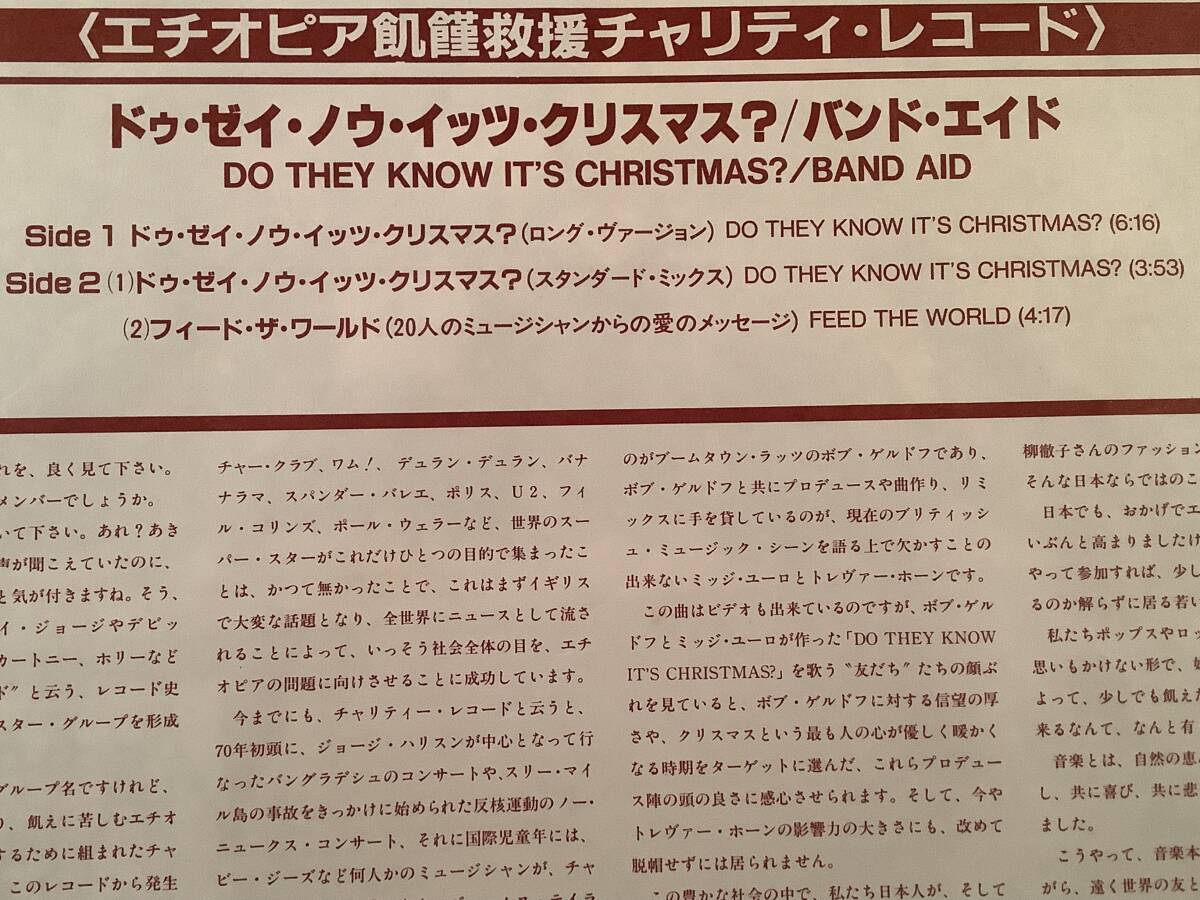 〈エチオピア飢饉救援チャリティ・レコード〉
ドゥ・ゼイ・ノウ・イッツ・クリスマス?/バンド・エイド
DO THEY KNOW IT'S CHRISTMAS?/BAND AID
Side 1 ドゥ・ゼイ・ノウ・イッツ・クリスマス?(ロング・ヴァージョン) DO THEY KNOW IT'S CHRISTMAS? (6:16)
Side 2 (1)ドゥ・ゼイ・ノウ・イッツ・クリスマス?(スタンダード・ミックス) DO THEY KNOW IT'S CHRISTMAS? (3:53)
(2)フィード・ザ・ワールド(20人のミュージシャンからの愛のメッセージ) FEED THE WORLD (4:17)
れを、良く見て下さい。
メンバーでしょうか。
いて下さい。あれ?あき
声が聞こえていたのに、
と気が付きますね。そう、
イ・ジョージやデビッ
カートニー、ホリーなど
ド〟と云う、レコード史
スター・グループを形成
グループ名ですけれど、
り、飢えに苦しむエチオ
するために組まれたチャ
このレコードから発生
チャー・クラブ、ワム!、デュラン・デュラン、バナ
ナラマ、スパンダー・バレエ、ポリス、U2、フィ
ル・コリンズ、ポール・ウェラーなど、世界のスー
パー・スターがこれだけひとつの目的で集まったこ
とは、かつて無かったことで、これはまずイギリス
で大変な話題となり、全世界にニュースとして流さ
れることによって、いっそう社会全体の目を、エチ
オピアの問題に向けさせることに成功しています。
今までにも、チャリティー・レコードと云うと、
70年初頭に、ジョージ・ハリスンが中心となって行
なったバングラデシュのコンサートや、スリー・マイ
ル島の事故をきっかけに始められた反核運動のノー・
ニュークス・コンサート、それに国際児童年には、
ビー・ジーズなど何人かのミュージシャンが、チャ
のがブームタウン・ラッツのボブ・ゲルドフであり、
ボブ・ゲルドフと共にプロデュースや曲作り、リミ
ックスに手を貸しているのが、現在のブリティッシ
ュ・ミュージック・シーンを語る上で欠かすことの
出来ないミッジ・ユーロとトレヴァー・ホーンです。
この曲はビデオも出来ているのですが、ボブ・ゲル
ドフとミッジ・ユーロが作った「DO THEY KNOW
IT'S CHRISTMAS?」を歌う〝友だち〟たちの顔ぶ
れを見ていると、ボブ・ゲルドフに対する信望の厚
さや、クリスマスという最も人の心が優しく暖かく
なる時期をターゲットに選んだ、これらプロデュー
ス陣の頭の良さに感心させられます。そして、今や
トレヴァー・ホーンの影響力の大きさにも、改めて
脱帽せずには居られません。
この豊かな社会の中で、私たち日本人が、そして
柳徹子さんのファッション
そんな日本ならではのこ
日本でも、おかげでエ
いぶんと高まりましたけ
やって参加すれば、少し
るのか解らずに居る若い
私たちポップスやロッ
思いもかけない形で、
よって、少しでも飢えた
来るなんて、なんと有
音楽とは、自然の恵
し、共に喜び、共に悲
ました。
こうやって、音楽本
がら、遠く世界の友と